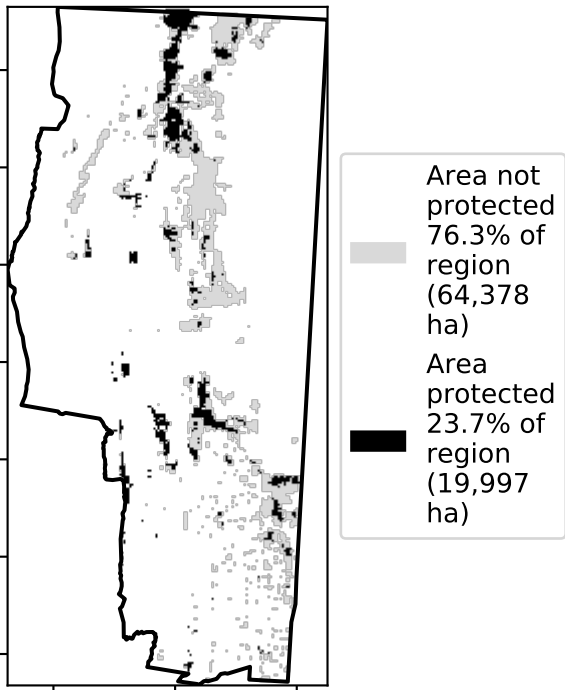 Area not
protected
76.3% of
region
(64,378
ha)
Area
protected
23.7% of
region
(19,997
ha)